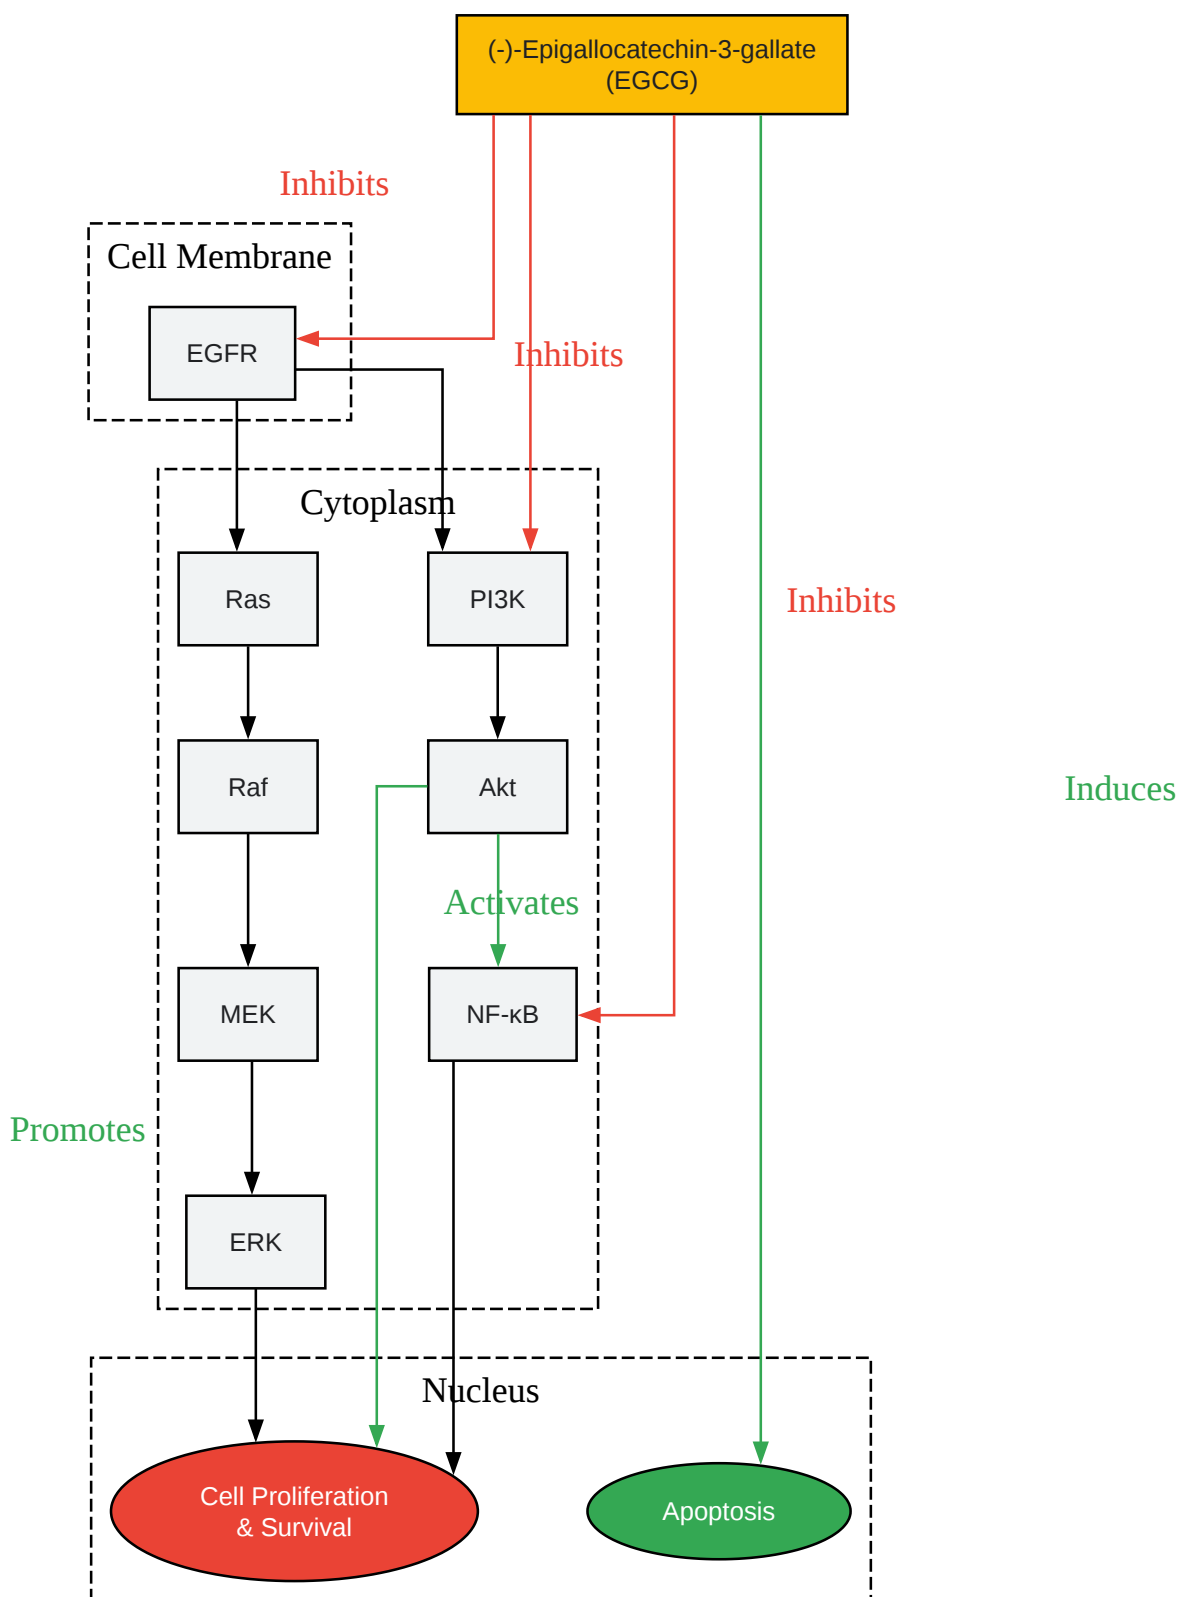 (-)-Epigallocatechin-3-gallate
(EGCG)
Inhibits
Cell Membrane
EGFR
Inhibits
Cytoplasm
Ras
PI3K
Inhibits
Raf
Akt
Induces
Activates
MEK
NF-κB
Promotes
ERK
Nucleus
Cell Proliferation
& Survival
Apoptosis